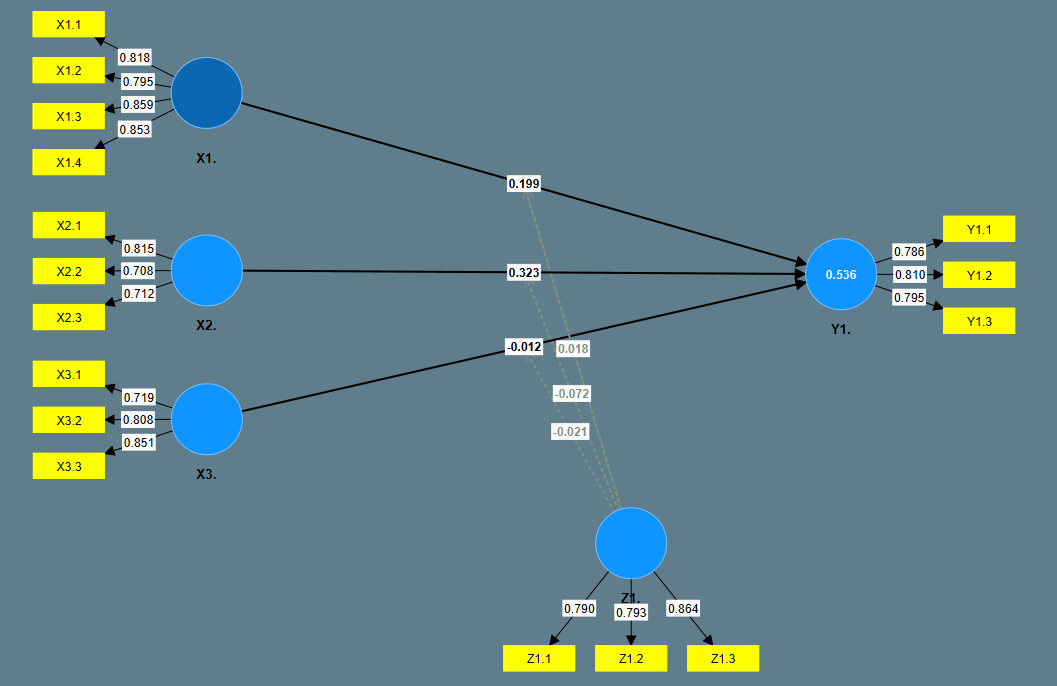 X1.1
X1.2
X1.3
X1.4
0.818
0.795
0.859
0.853
X1.
X2.1
X2.2
X2.3
0.815
0.708
0.712
X2.
X3.1
X3.2
X3.3
0.719
0.808
0.851
X3.
0.199
0.323
-0.012
0.018
-0.072
-0.021
0.536
Y1.
0.786
0.810
0.795
Y1.1
Y1.2
Y1.3
Z1.
0.790
0.793
0.864
Z1.1
Z1.2
Z1.3